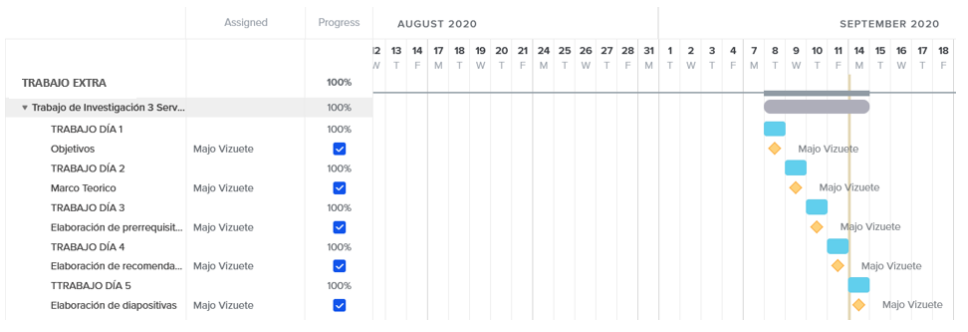 Assigned Progress AUGUST 2020 SEPTEMBER 2020
12 13 14 17 18 19 20 21 24 25 26 27 28 31 1 2 3 4 7 8 9 10 11 14 15 16 17 18
W T F M T W T F M T W T F M T W T F M T W T F M T W T F
TRABAJO EXTRA 100%
Trabajo de Investigación 3 Serv... 100%
TRABAJO DÍA 1 100%
Objetivos Majo Vizuete Majo Vizuete
TRABAJO DÍA 2 100%
Marco Teorico Majo Vizuete Majo Vizuete
TRABAJO DÍA 3 100%
Elaboración de prerrequisit... Majo Vizuete Majo Vizuete
TRABAJO DÍA 4 100%
Elaboración de recomenda... Majo Vizuete Majo Vizuete
TTRABAJO DÍA 5 100%
Elaboración de diapositivas Majo Vizuete Majo Vizuete